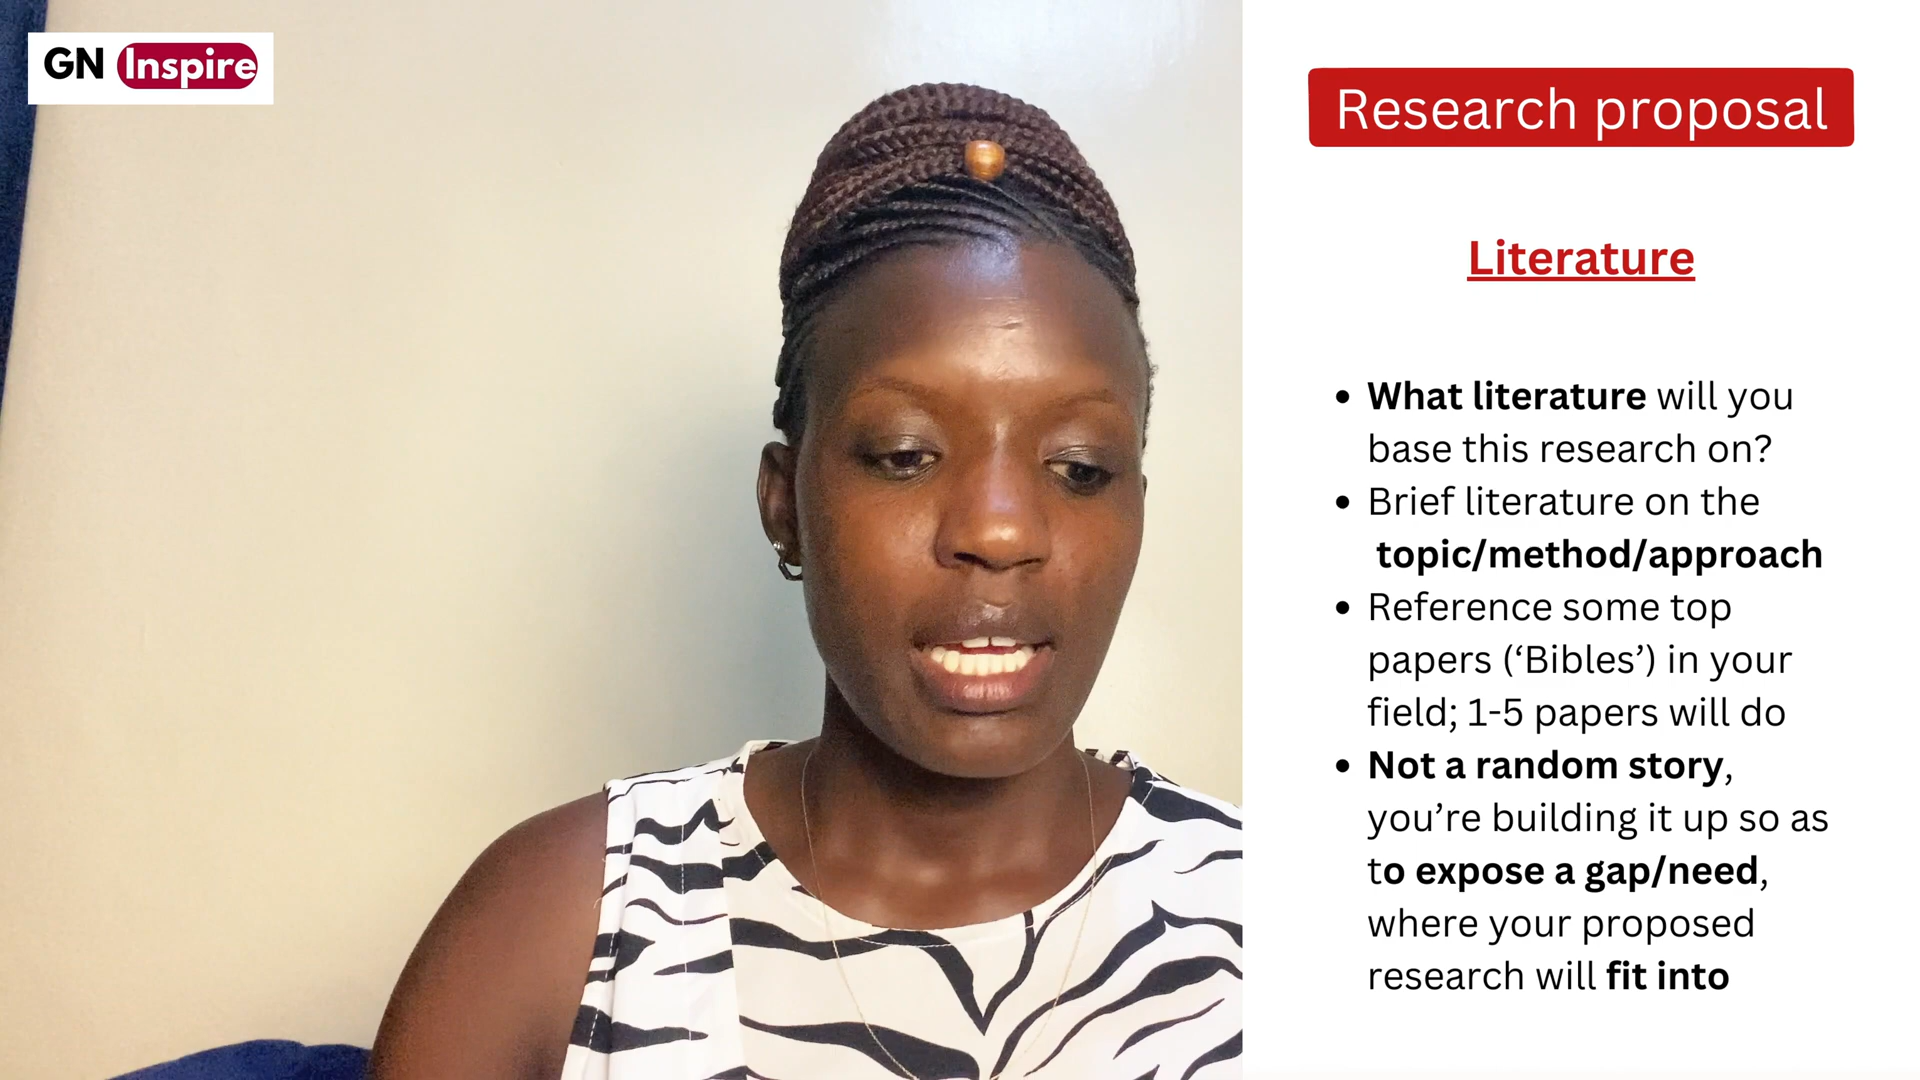 GN Inspire
Research proposal
Literature
• What literature will you
base this research on?
• Brief literature on the
topic/method/approach
• Reference some top
papers (‘Bibles’) in your
field; 1-5 papers will do
• Not a random story,
you’re building it up so as
to expose a gap/need,
where your proposed
research will fit into